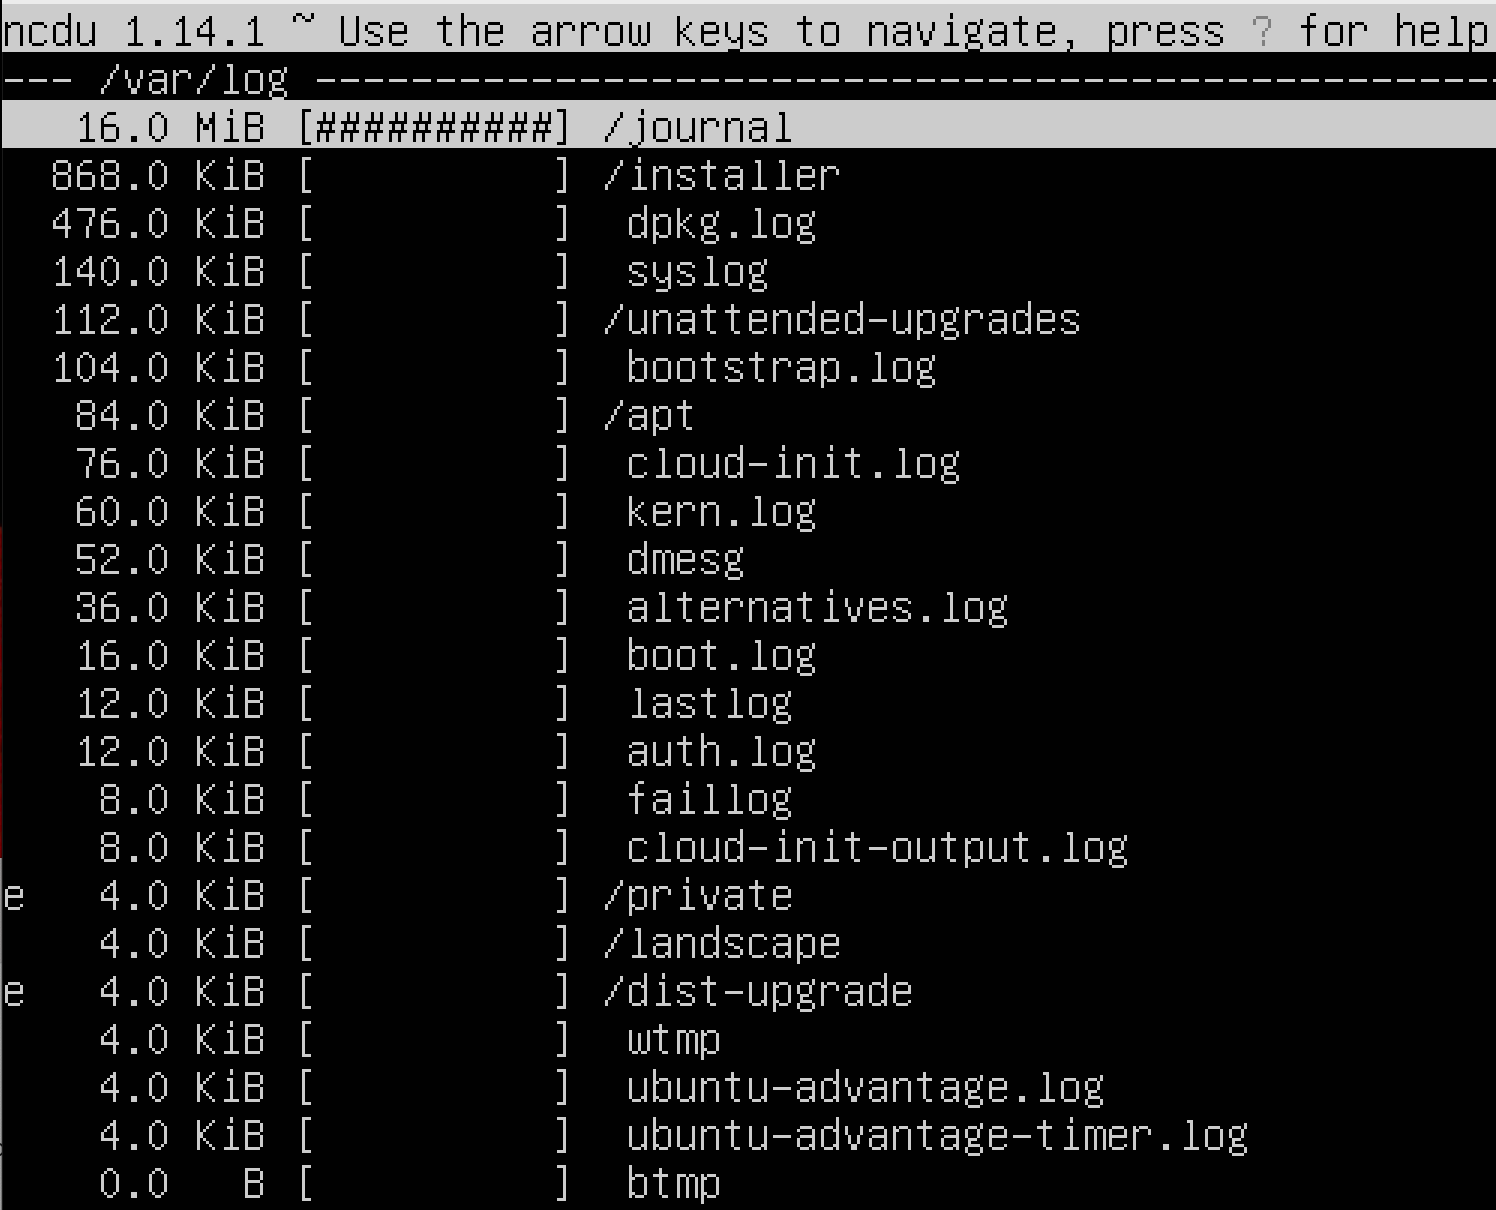 ncdu 1.14.1 ~ Use the arrow keys to navigate, press ? for help
--- /var/log --------------------------------------------------
   16.0 MiB [##########] /journal
  868.0 KiB [          ] /installer
  476.0 KiB [          ]  dpkg.log
  140.0 KiB [          ]  syslog
  112.0 KiB [          ] /unattended-upgrades
  104.0 KiB [          ]  bootstrap.log
   84.0 KiB [          ] /apt
   76.0 KiB [          ]  cloud-init.log
   60.0 KiB [          ]  kern.log
   52.0 KiB [          ]  dmesg
   36.0 KiB [          ]  alternatives.log
   16.0 KiB [          ]  boot.log
   12.0 KiB [          ]  lastlog
   12.0 KiB [          ]  auth.log
    8.0 KiB [          ]  faillog
    8.0 KiB [          ]  cloud-init-output.log
e   4.0 KiB [          ] /private
    4.0 KiB [          ] /landscape
e   4.0 KiB [          ] /dist-upgrade
    4.0 KiB [          ]  wtmp
    4.0 KiB [          ]  ubuntu-advantage.log
    4.0 KiB [          ]  ubuntu-advantage-timer.log
    0.0   B [          ]  btmp